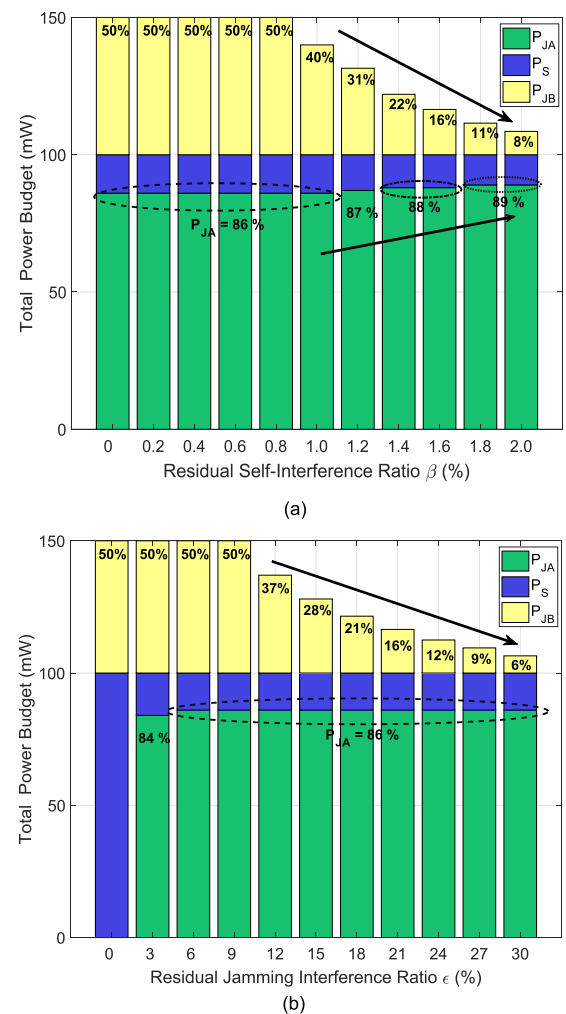 150
100
50
0
Total Power Budget (mW)
50% 50% 50% 50% 50% 40% 31% 22% 16% 11% 8%
P_JA
P_S
P_JB
P_JA = 86 %
87 %
88 %
89 %
0 0.2 0.4 0.6 0.8 1.0 1.2 1.4 1.6 1.8 2.0
Residual Self-Interference Ratio β (%)
(a)
150
100
50
0
Total Power Budget (mW)
50% 50% 50% 50% 37% 28% 21% 16% 12% 9% 6%
P_JA
P_S
P_JB
84 %
P_JA = 86 %
0 3 6 9 12 15 18 21 24 27 30
Residual Jamming Interference Ratio ϵ (%)
(b)